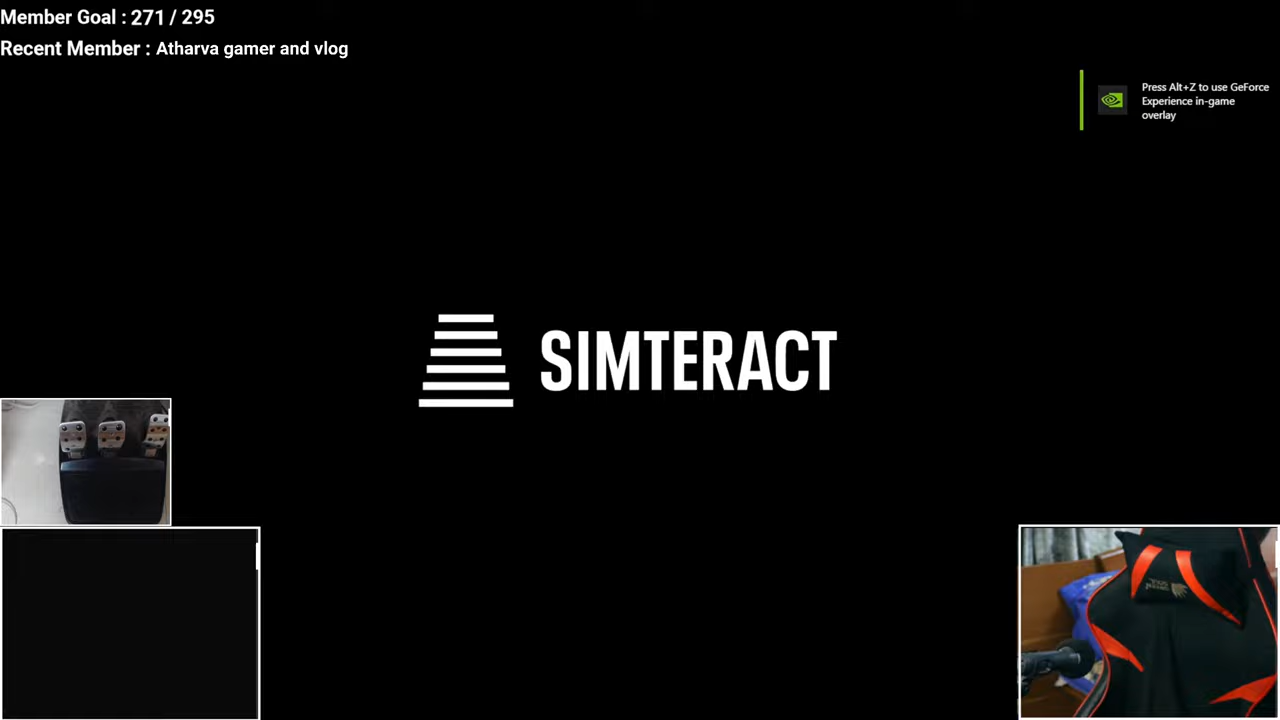 Member Goal : 271 / 295
Recent Member : Atharva gamer and vlog
Press Alt+Z to use GeForce
Experience in-game
overlay
SIMTERACT